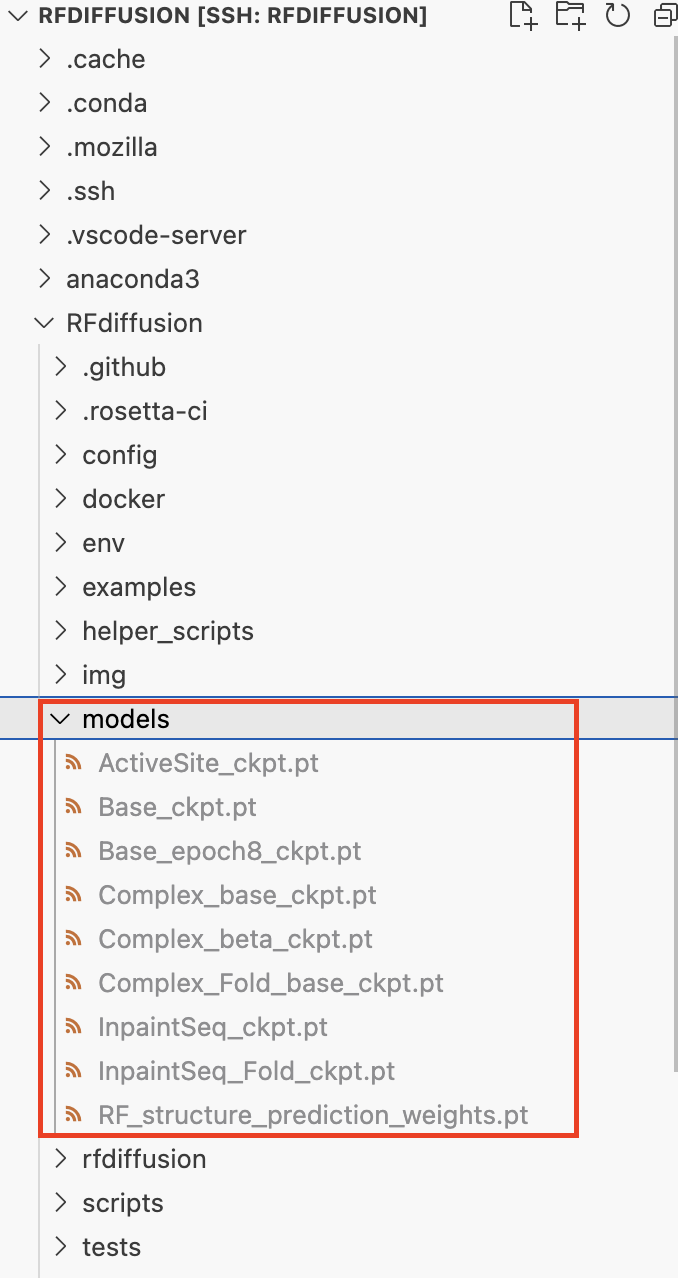 RFDIFFUSION [SSH: RFDIFFUSION]
.cache
.conda
.mozilla
.ssh
.vscode-server
anaconda3
RFdiffusion
.github
.rosetta-ci
config
docker
env
examples
helper_scripts
img
models
ActiveSite_ckpt.pt
Base_ckpt.pt
Base_epoch8_ckpt.pt
Complex_base_ckpt.pt
Complex_beta_ckpt.pt
Complex_Fold_base_ckpt.pt
InpaintSeq_ckpt.pt
InpaintSeq_Fold_ckpt.pt
RF_structure_prediction_weights.pt
rfdiffusion
scripts
tests